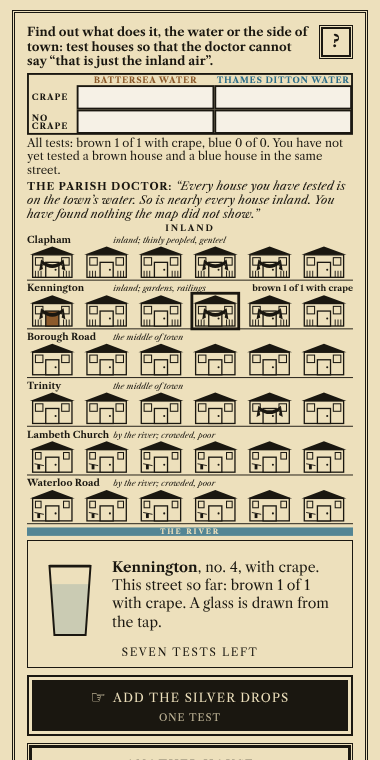 Find out what does it, the water or the side of
town: test houses so that the doctor cannot
say “that is just the inland air”.
?
BATTERSEA WATER THAMES DITTON WATER
CRAPE
NO
CRAPE
All tests: brown 1 of 1 with crape, blue 0 of 0. You have not
yet tested a brown house and a blue house in the same
street.
THE PARISH DOCTOR: “Every house you have tested is
on the town’s water. So is nearly every house inland. You
have found nothing the map did not show.”
INLAND
Clapham inland; thinly peopled, genteel
Kennington inland; gardens, railings brown 1 of 1 with crape
Borough Road the middle of town
Trinity the middle of town
Lambeth Church by the river; crowded, poor
Waterloo Road by the river; crowded, poor
THE RIVER
Kennington, no. 4, with crape.
This street so far: brown 1 of 1
with crape. A glass is drawn from
the tap.
SEVEN TESTS LEFT
☞ ADD THE SILVER DROPS
ONE TEST